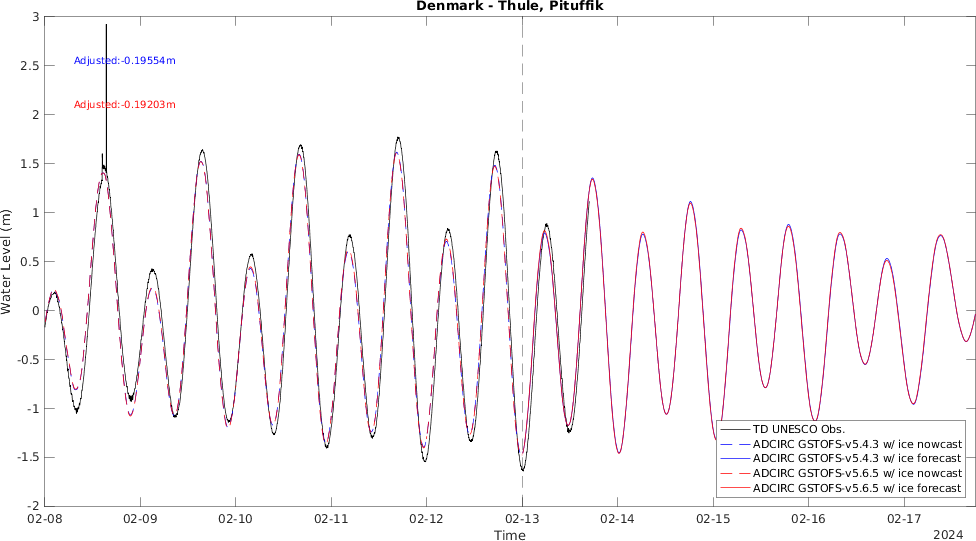 Denmark - Thule, Pituffik
Water Level (m)
3
2.5
2
1.5
1
0.5
0
-0.5
-1
-1.5
-2
Adjusted:-0.19554m
Adjusted:-0.19203m
TD UNESCO Obs.
ADCIRC GSTOFS-v5.4.3 w/ ice nowcast
ADCIRC GSTOFS-v5.4.3 w/ ice forecast
ADCIRC GSTOFS-v5.6.5 w/ ice nowcast
ADCIRC GSTOFS-v5.6.5 w/ ice forecast
02-08 02-09 02-10 02-11 02-12 02-13 02-14 02-15 02-16 02-17
Time
2024